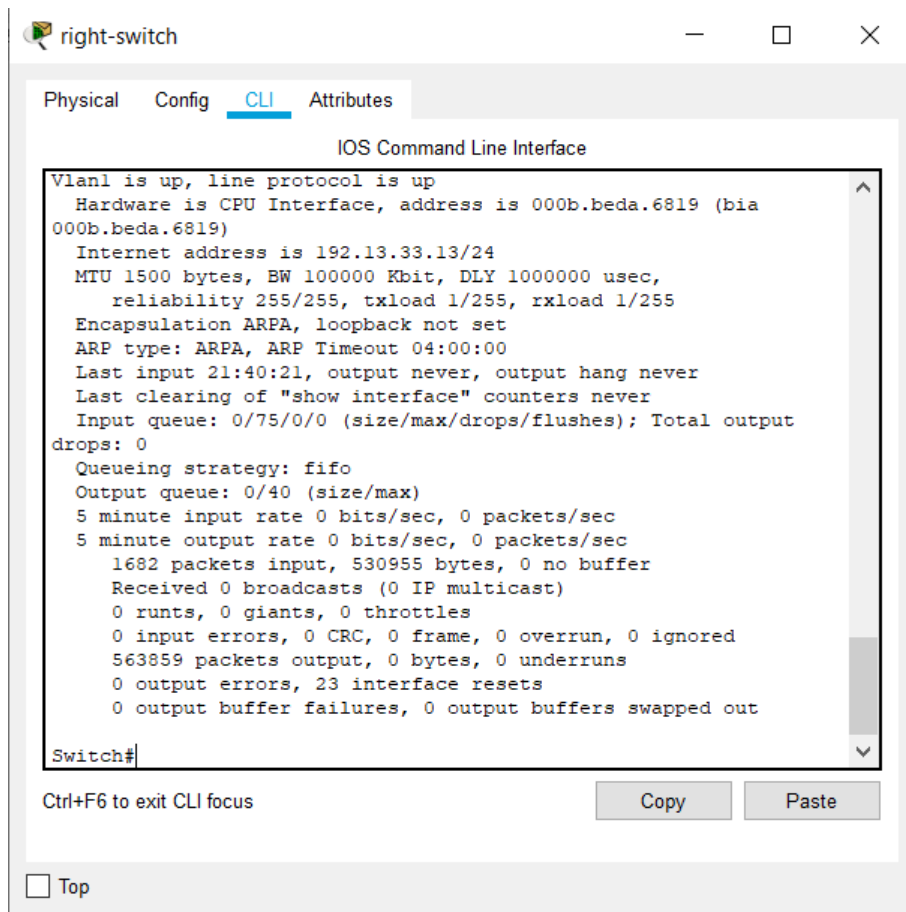 right-switch
Physical Config CLI Attributes
IOS Command Line Interface
Vlan1 is up, line protocol is up
Hardware is CPU Interface, address is 000b.beda.6819 (bia
000b.beda.6819)
Internet address is 192.13.33.13/24
MTU 1500 bytes, BW 100000 Kbit, DLY 1000000 usec,
reliability 255/255, txload 1/255, rxload 1/255
Encapsulation ARPA, loopback not set
ARP type: ARPA, ARP Timeout 04:00:00
Last input 21:40:21, output never, output hang never
Last clearing of "show interface" counters never
Input queue: 0/75/0/0 (size/max/drops/flushes); Total output
drops: 0
Queueing strategy: fifo
Output queue: 0/40 (size/max)
5 minute input rate 0 bits/sec, 0 packets/sec
5 minute output rate 0 bits/sec, 0 packets/sec
1682 packets input, 530955 bytes, 0 no buffer
Received 0 broadcasts (0 IP multicast)
0 runts, 0 giants, 0 throttles
0 input errors, 0 CRC, 0 frame, 0 overrun, 0 ignored
563859 packets output, 0 bytes, 0 underruns
0 output errors, 23 interface resets
0 output buffer failures, 0 output buffers swapped out
Switch#
Ctrl+F6 to exit CLI focus
Copy Paste
Top